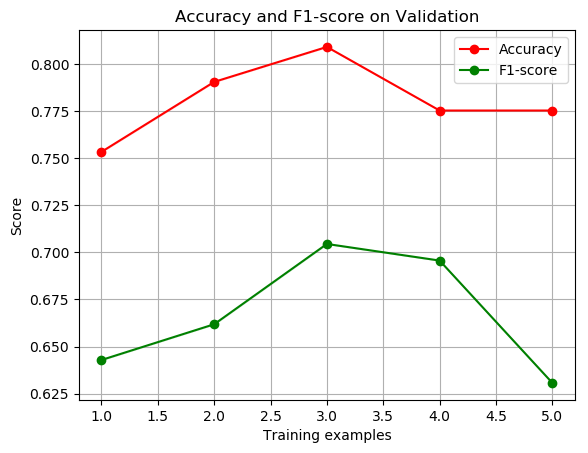 Accuracy and F1-score on Validation
Accuracy
F1-score
Score
0.800
0.775
0.750
0.725
0.700
0.675
0.650
0.625
1.0 1.5 2.0 2.5 3.0 3.5 4.0 4.5 5.0
Training examples